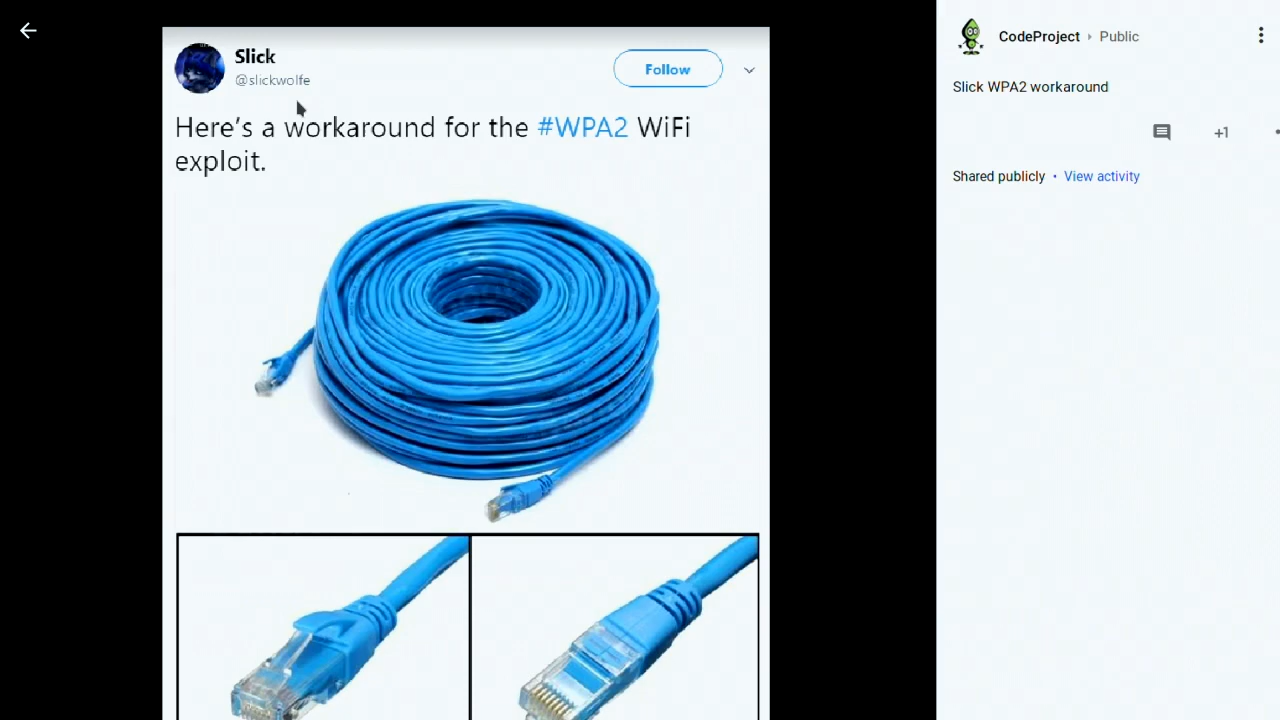 Slick
@slickwolfe
Follow
Here's a workaround for the #WPA2 WiFi
exploit.
CodeProject
Public
Slick WPA2 workaround
+1
Shared publicly • View activity